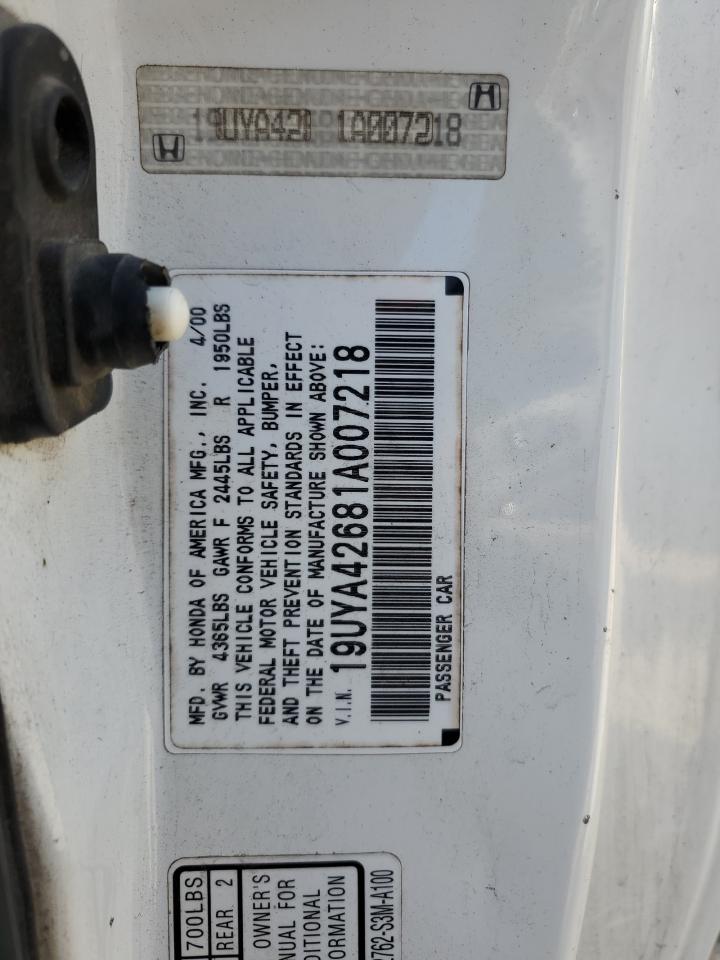 19UYA42 1A007218
MFD. BY HONDA OF AMERICA MFG., INC. 4/00
GVWR 4365LBS GAWR F 2445LBS R 1950LBS
THIS VEHICLE CONFORMS TO ALL APPLICABLE
FEDERAL MOTOR VEHICLE SAFETY, BUMPER,
AND THEFT PREVENTION STANDARDS IN EFFECT
ON THE DATE OF MANUFACTURE SHOWN ABOVE:
V.I.N. 19UYA42681A007218
PASSENGER CAR
700LBS
REAR 2
OWNER'S
NUAL FOR
DITIONAL
ORMATION
2762-S3M-A100